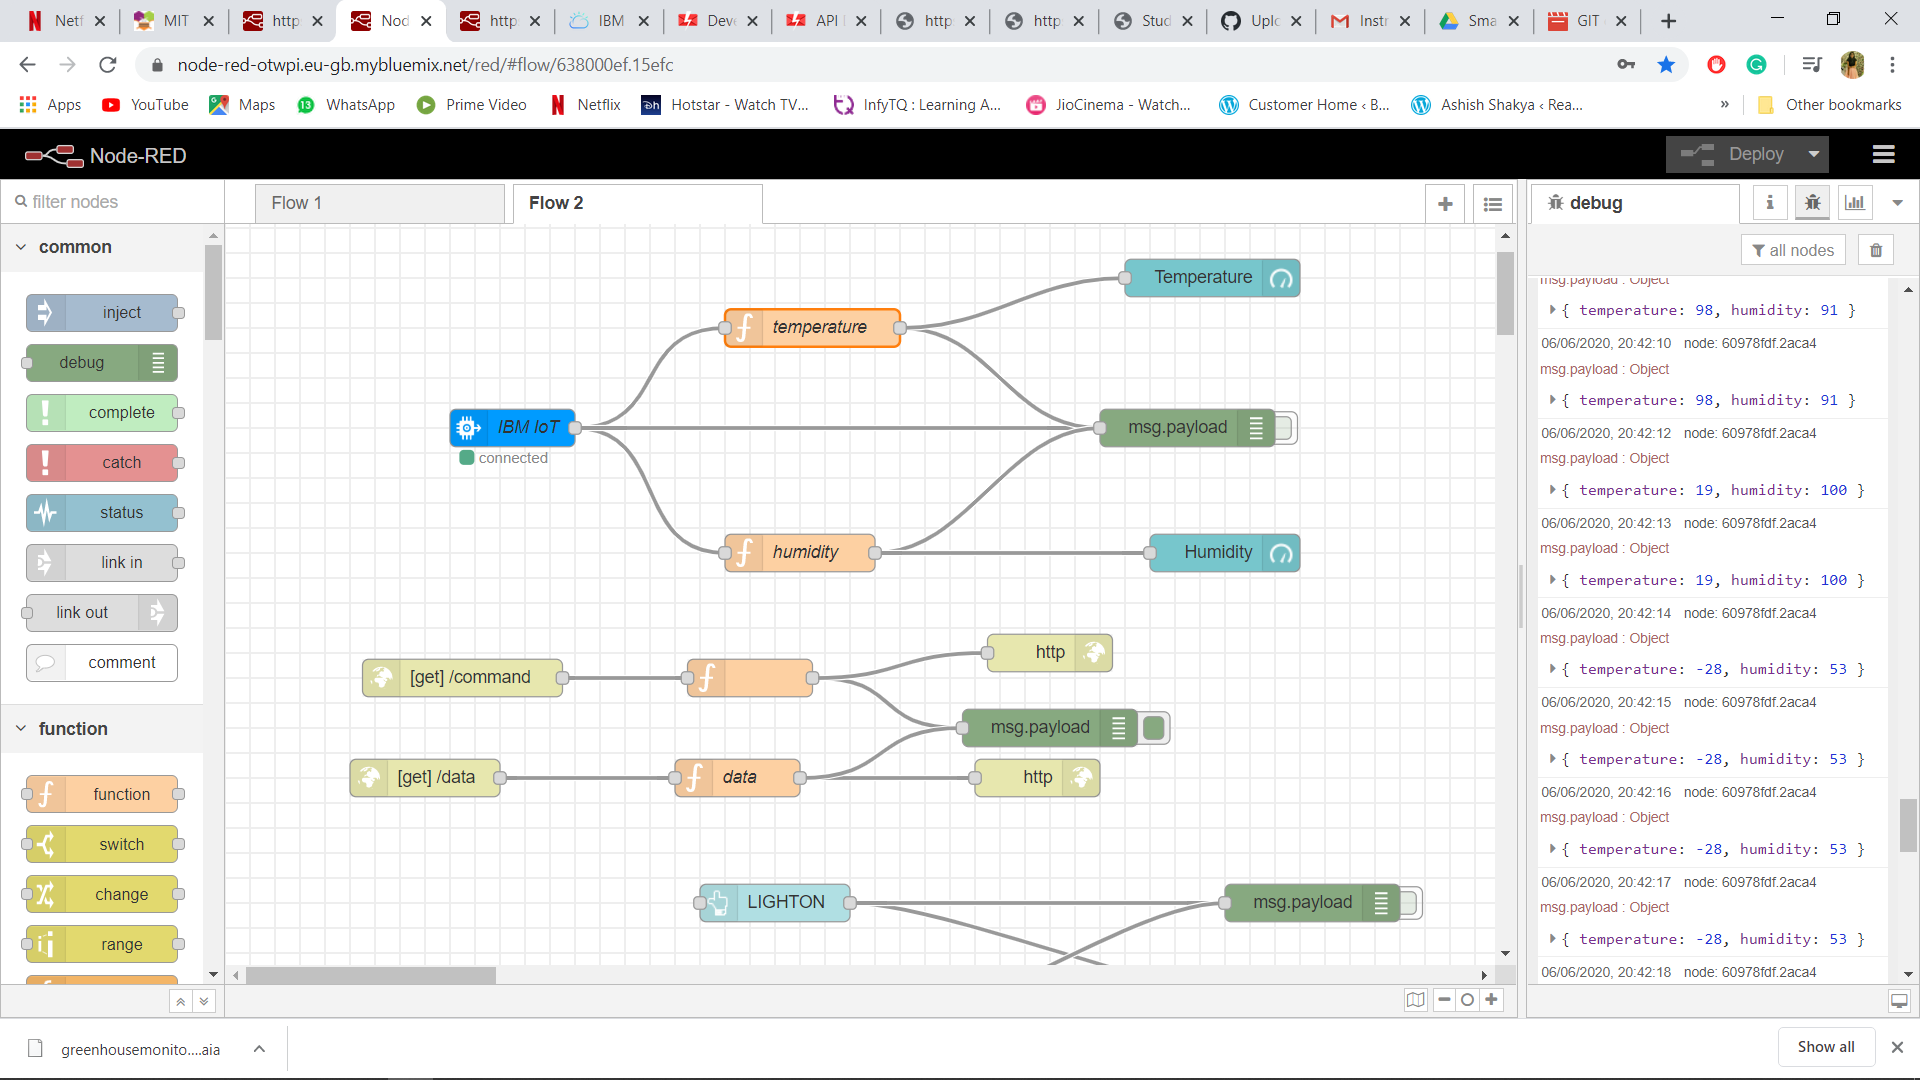 Netf
MIT
http
Nod
http
IBM
Deve
API
http
http
Stud
Uplo
Instr
Sma
GIT
node-red-otwpi.eu-gb.mybluemix.net/red/#flow/638000ef.15efc
Apps
YouTube
Maps
WhatsApp
Prime Video
Netflix
Hotstar - Watch TV...
InfyTQ : Learning A...
JioCinema - Watch...
Customer Home ‹ B...
Ashish Shakya ‹ Rea...
»
Other bookmarks
Node-RED
Deploy
filter nodes
Flow 1
Flow 2
debug
all nodes
common
inject
debug
complete
catch
status
link in
link out
comment
function
function
switch
change
range
Temperature
temperature
IBM IoT
connected
msg.payload
humidity
Humidity
[get] /command
http
msg.payload
[get] /data
data
http
LIGHTON
msg.payload
msg.payload : Object
{ temperature: 98, humidity: 91 }
06/06/2020, 20:42:10 node: 60978fdf.2aca4
msg.payload : Object
{ temperature: 98, humidity: 91 }
06/06/2020, 20:42:12 node: 60978fdf.2aca4
msg.payload : Object
{ temperature: 19, humidity: 100 }
06/06/2020, 20:42:13 node: 60978fdf.2aca4
msg.payload : Object
{ temperature: 19, humidity: 100 }
06/06/2020, 20:42:14 node: 60978fdf.2aca4
msg.payload : Object
{ temperature: -28, humidity: 53 }
06/06/2020, 20:42:15 node: 60978fdf.2aca4
msg.payload : Object
{ temperature: -28, humidity: 53 }
06/06/2020, 20:42:16 node: 60978fdf.2aca4
msg.payload : Object
{ temperature: -28, humidity: 53 }
06/06/2020, 20:42:17 node: 60978fdf.2aca4
msg.payload : Object
{ temperature: -28, humidity: 53 }
06/06/2020, 20:42:18 node: 60978fdf.2aca4
greenhousemonito....aia
Show all